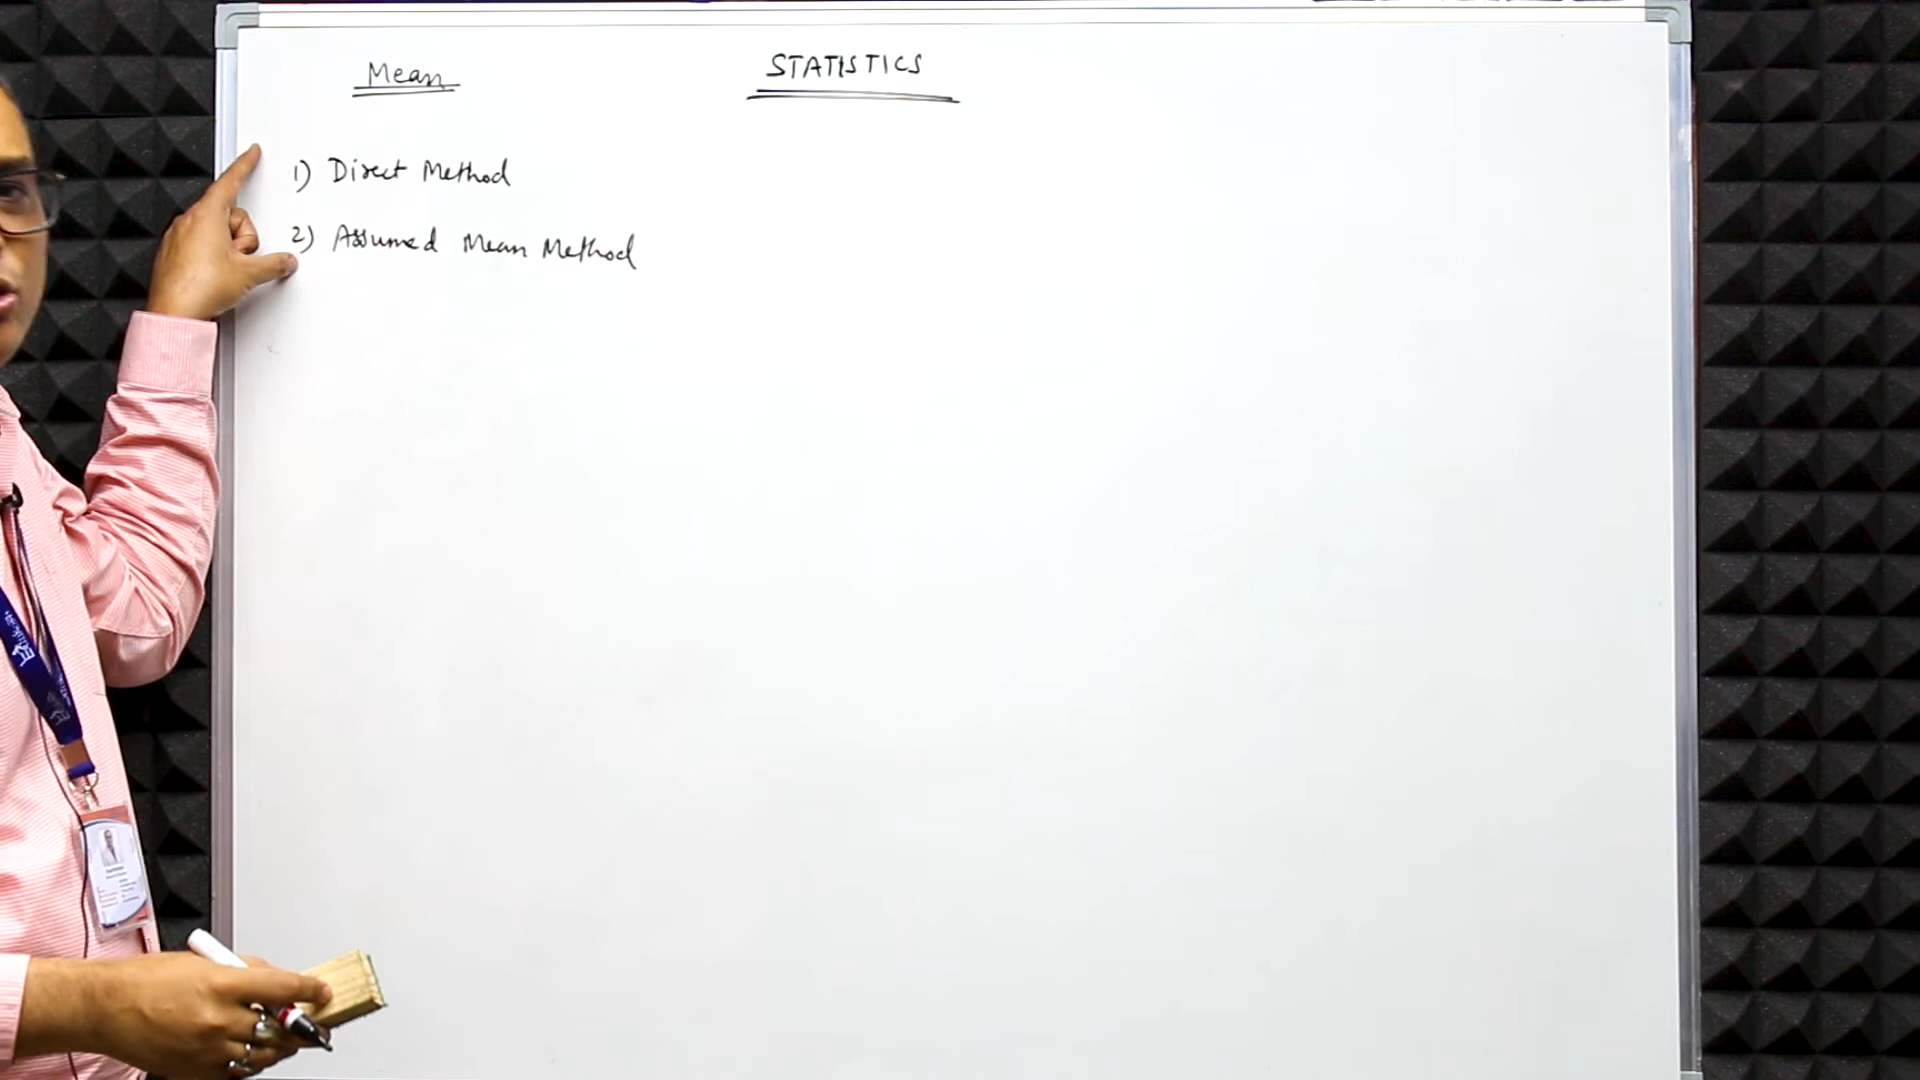 Mean
STATISTICS
1) Direct Method
2) Assumed Mean Method